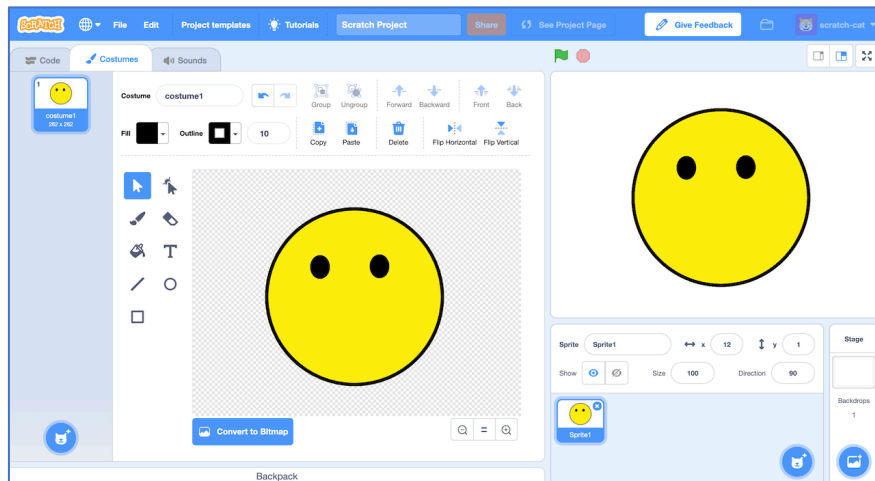 SCRATCH File Edit Project templates Tutorials Scratch Project Share See Project Page Give Feedback scratch-cat
Code Costumes Sounds
1
costume1
262 x 262
Costume costume1 Group Ungroup Forward Backward Front Back
Fill Outline 10 Copy Paste Delete Flip Horizontal Flip Vertical
T
Convert to Bitmap
=
Backpack
Sprite Sprite1 x 12 y 1
Show Size 100 Direction 90
Sprite1
Stage
Backdrops
1